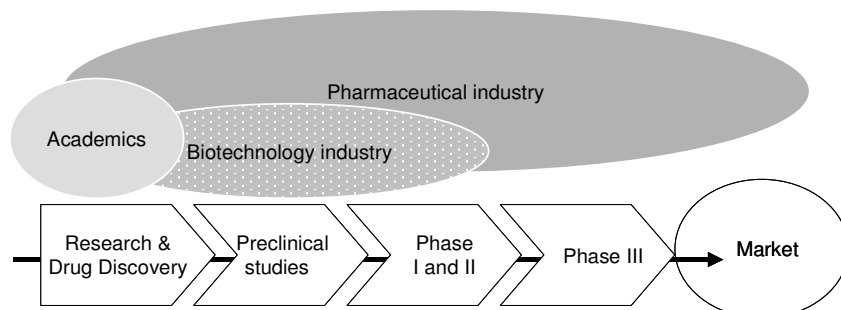 Pharmaceutical industry
Academics
Biotechnology industry
Research &
Drug Discovery
Preclinical
studies
Phase
I and II
Phase III
Market